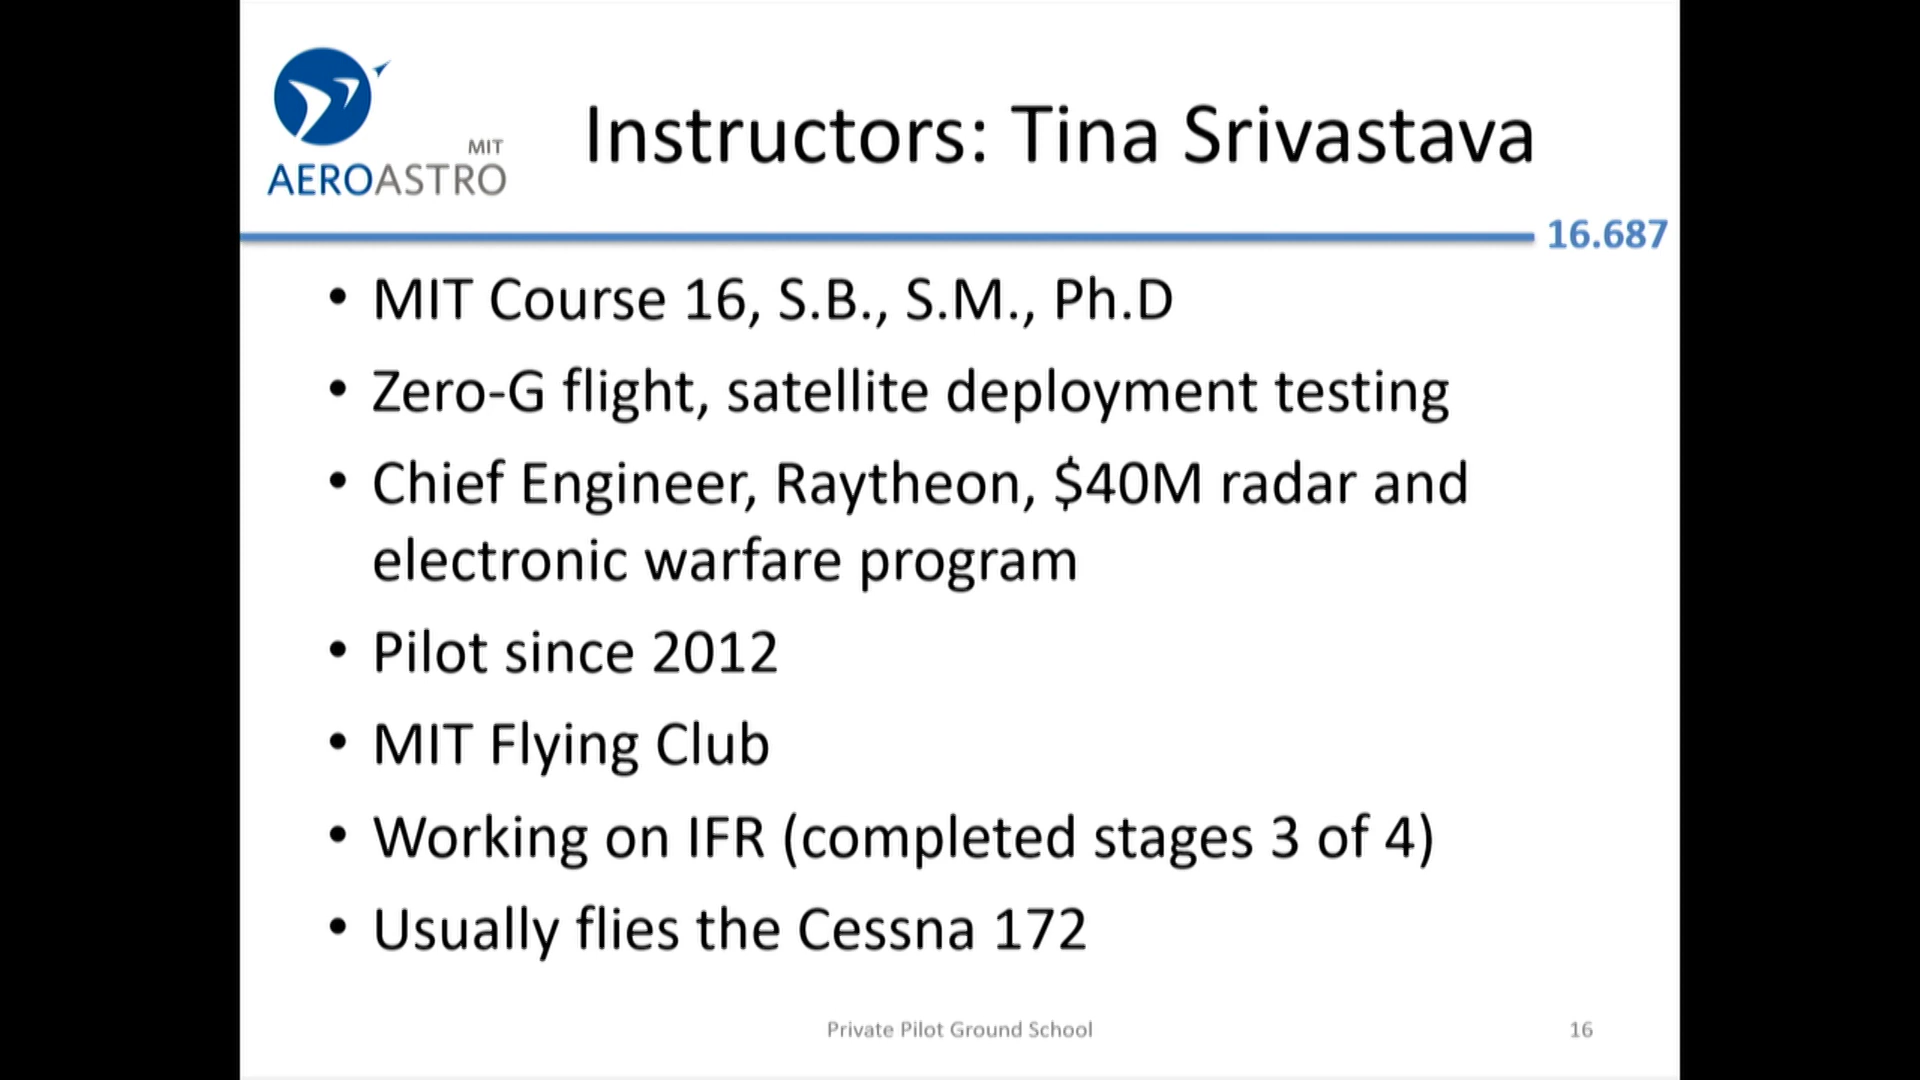 MIT
AEROASTRO
Instructors: Tina Srivastava
16.687
• MIT Course 16, S.B., S.M., Ph.D
• Zero-G flight, satellite deployment testing
• Chief Engineer, Raytheon, $40M radar and
electronic warfare program
• Pilot since 2012
• MIT Flying Club
• Working on IFR (completed stages 3 of 4)
• Usually flies the Cessna 172
Private Pilot Ground School
16